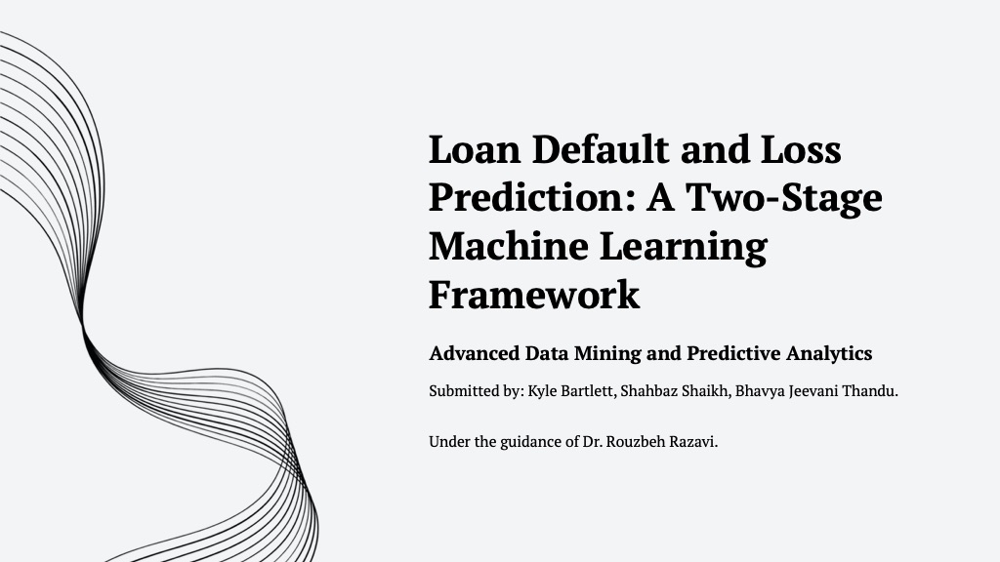 Loan Default and Loss
Prediction: A Two-Stage
Machine Learning
Framework
Advanced Data Mining and Predictive Analytics
Submitted by: Kyle Bartlett, Shahbaz Shaikh, Bhavya Jeevani Thandu.
Under the guidance of Dr. Rouzbeh Razavi.